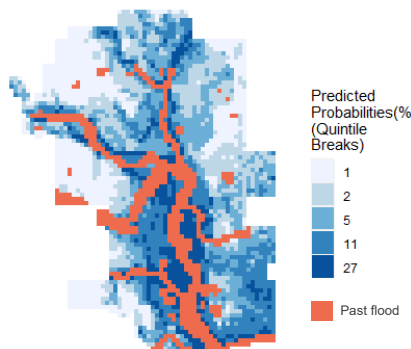 Predicted
Probabilities(%
(Quintile
Breaks)
1
2
5
11
27
Past flood